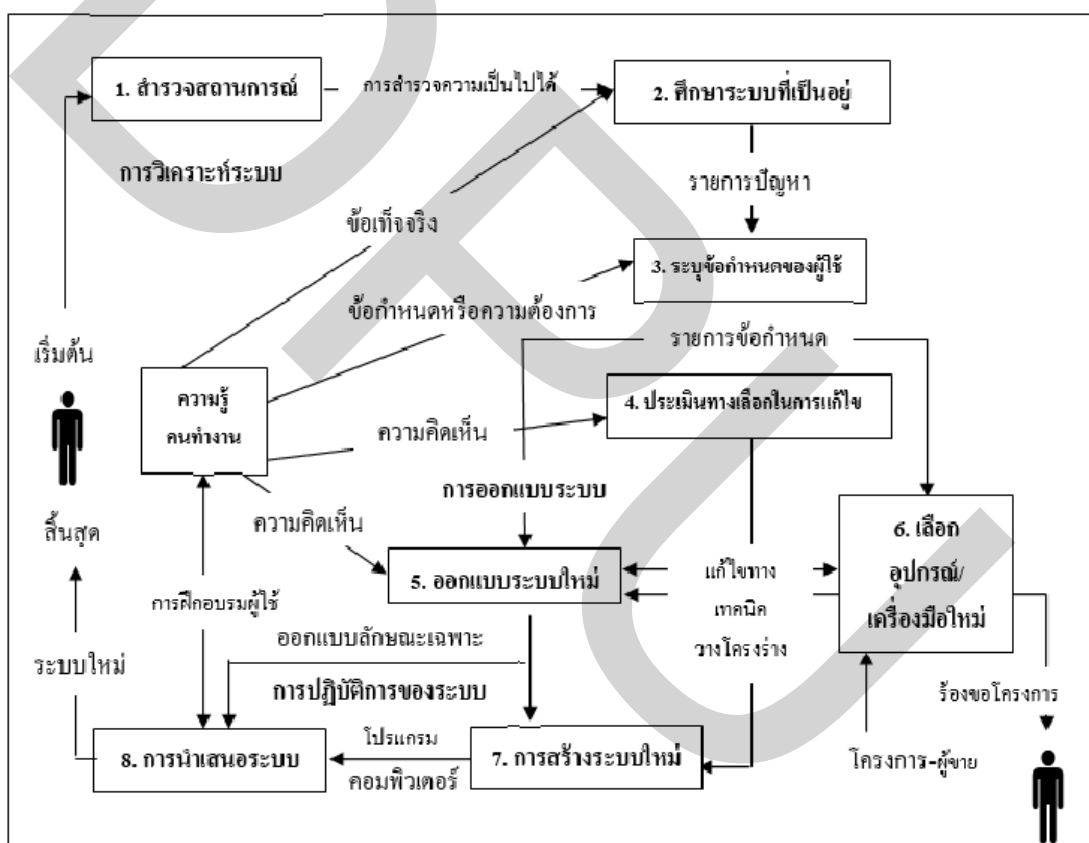 1. สำรวจสถานการณ์
การสำรวจความเป็นไปได้
2. ศึกษาระบบที่เป็นอยู่
การวิเคราะห์ระบบ
รายการปัญหา
ข้อเท็จจริง
3. ระบุข้อกำหนดของผู้ใช้
ข้อกำหนดหรือความต้องการ
รายการข้อกำหนด
เริ่มต้น
ความรู้
คนทำงาน
4. ประเมินทางเลือกในการแก้ไข
ความคิดเห็น
การออกแบบระบบ
ความคิดเห็น
สิ้นสุด
6. เลือก
อุปกรณ์/
เครื่องมือใหม่
5. ออกแบบระบบใหม่
แก้ไขทาง
เทคนิค
วางโครงร่าง
การฝึกอบรมผู้ใช้
ออกแบบลักษณะเฉพาะ
ระบบใหม่
การปฏิบัติการของระบบ
ร้องขอโครงการ
8. การนำเสนอระบบ
โปรแกรม
คอมพิวเตอร์
7. การสร้างระบบใหม่
โครงการ-ผู้ขาย
DPU